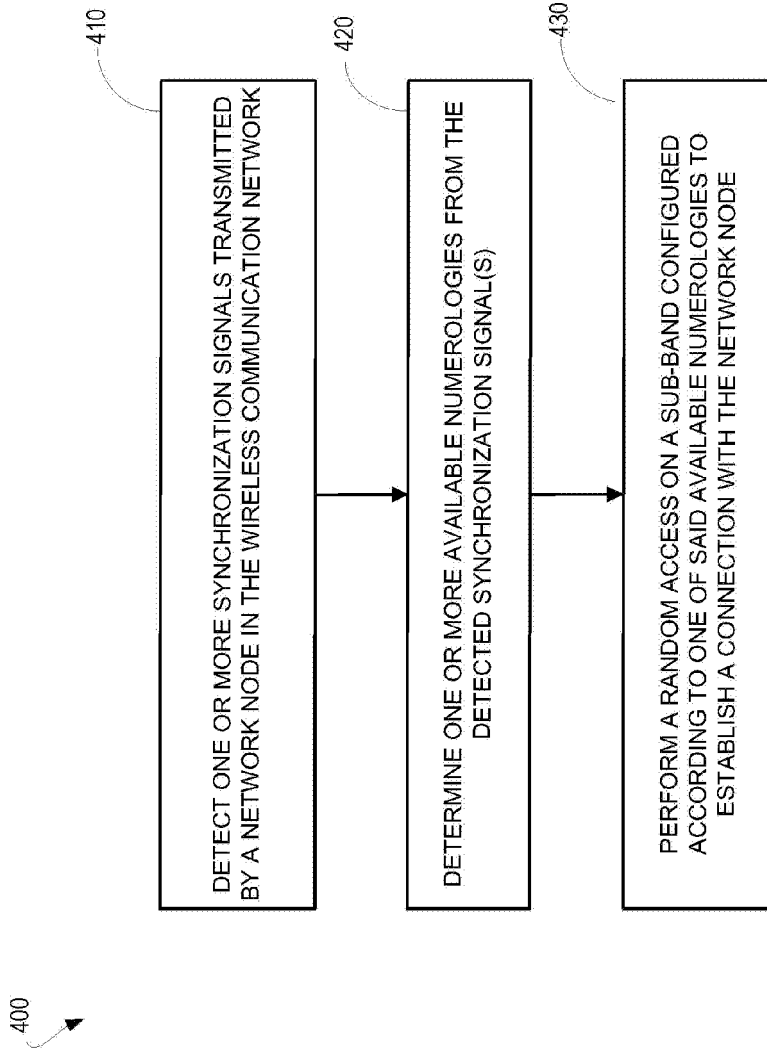 400
410
DETECT ONE OR MORE SYNCHRONIZATION SIGNALS TRANSMITTED
BY A NETWORK NODE IN THE WIRELESS COMMUNICATION NETWORK
420
DETERMINE ONE OR MORE AVAILABLE NUMEROLOGIES FROM THE
DETECTED SYNCHRONIZATION SIGNAL(S)
430
PERFORM A RANDOM ACCESS ON A SUB-BAND CONFIGURED
ACCORDING TO ONE OF SAID AVAILABLE NUMEROLOGIES TO
ESTABLISH A CONNECTION WITH THE NETWORK NODE